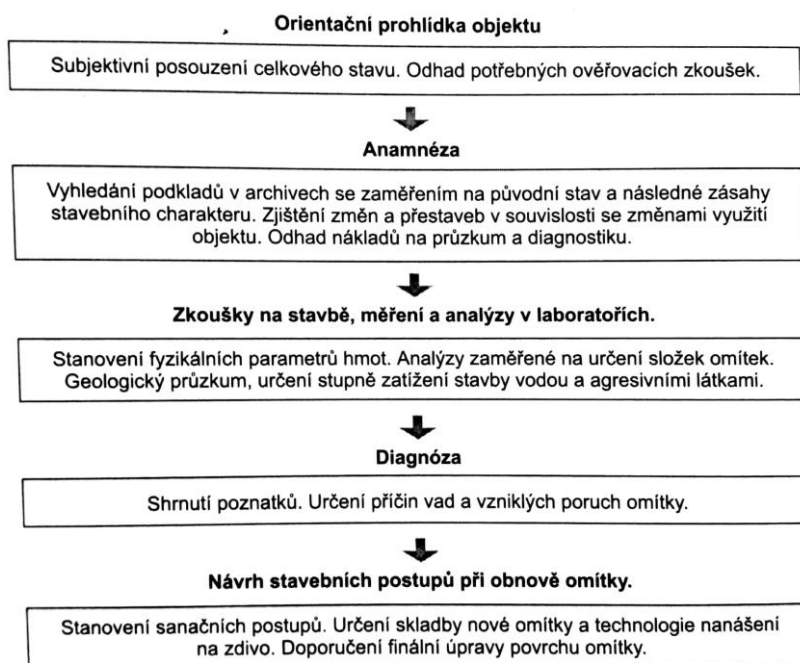 Orientační prohlídka objektu
Subjektivní posouzení celkového stavu. Odhad potřebných ověřovacích zkoušek.
Anamnéza
Vyhledání podkladů v archivech se zaměřením na původní stav a následné zásahy
stavebního charakteru. Zjištění změn a přestaveb v souvislosti se změnami využití
objektu. Odhad nákladů na průzkum a diagnostiku.
Zkoušky na stavbě, měření a analýzy v laboratořích.
Stanovení fyzikálních parametrů hmot. Analýzy zaměřené na určení složek omítek.
Geologický průzkum, určení stupně zatížení stavby vodou a agresivními látkami.
Diagnóza
Shrnutí poznatků. Určení příčin vad a vzniklých poruch omítky.
Návrh stavebních postupů při obnově omítky.
Stanovení sanačních postupů. Určení skladby nové omítky a technologie nanášení
na zdivo. Doporučení finální úpravy povrchu omítky.